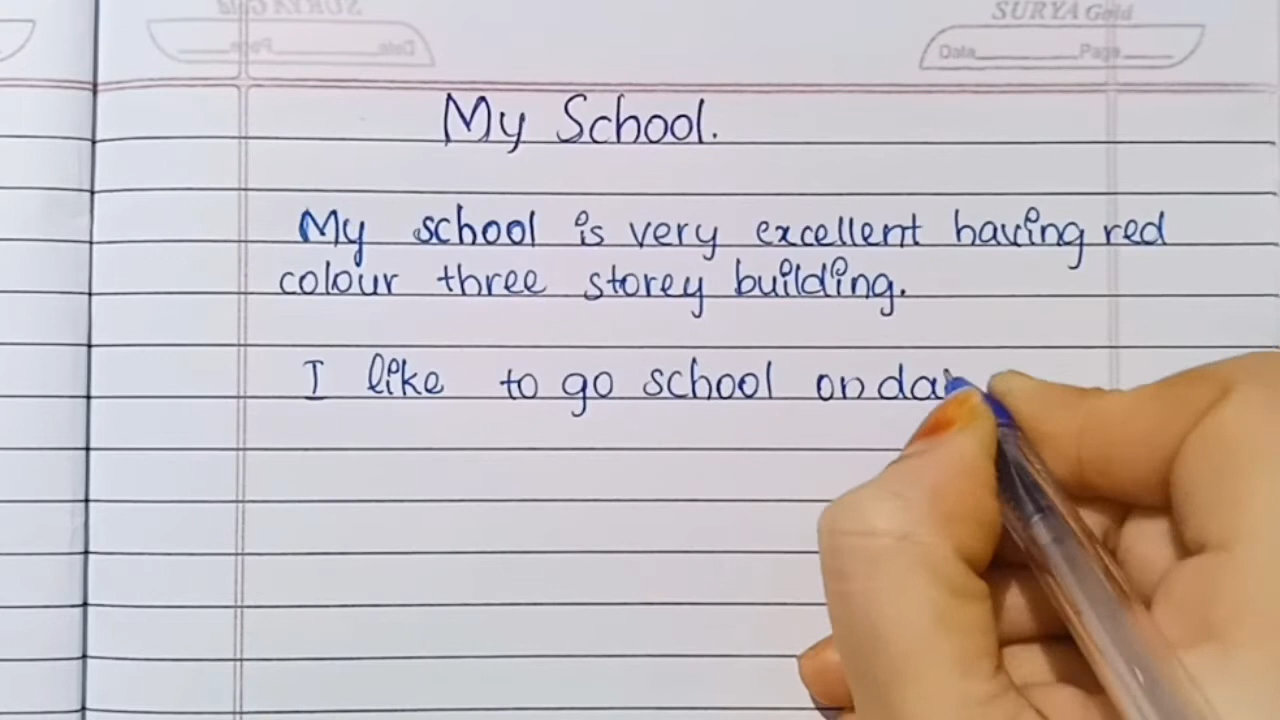 SURYA Gold
Date Page
My School.
My school is very excellent having red
colour three storey building.
I like to go school on da